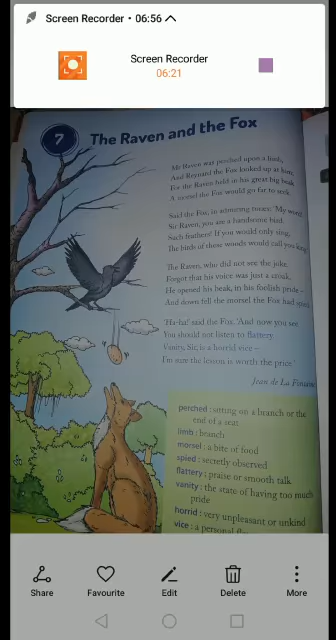 Screen Recorder • 06:56
Screen Recorder
06:21
7
The Raven and the Fox
Mr Raven was perched upon a limb,
And Reynard the Fox looked up at him,
For the Raven held in his great big beak
A morsel the Fox would go far to seek.
Said the Fox, in admiring tones: 'My word!
Sir Raven, you are a handsome bird.
Such feathers! If you would only sing,
The birds of these woods would call you king.
The Raven, who did not see the joke,
Forgot that his voice was just a croak.
He opened his beak, in his foolish pride –
And down fell the morsel the Fox had
'Ha-ha!' said the Fox. 'And now you see
You should not listen to flattery.
Vanity, Sir, is a horrid vice –
I'm sure the lesson is worth the price.'
Jean de La
perched : sitting on a branch or the
end of a seat
limb : branch
morsel : a bite of food
spied : secretly observed
flattery : praise or smooth talk
vanity : the state of having too much
pride
horrid : very unpleasant or unkind
vice : a personal
Share
Favourite
Edit
Delete
More